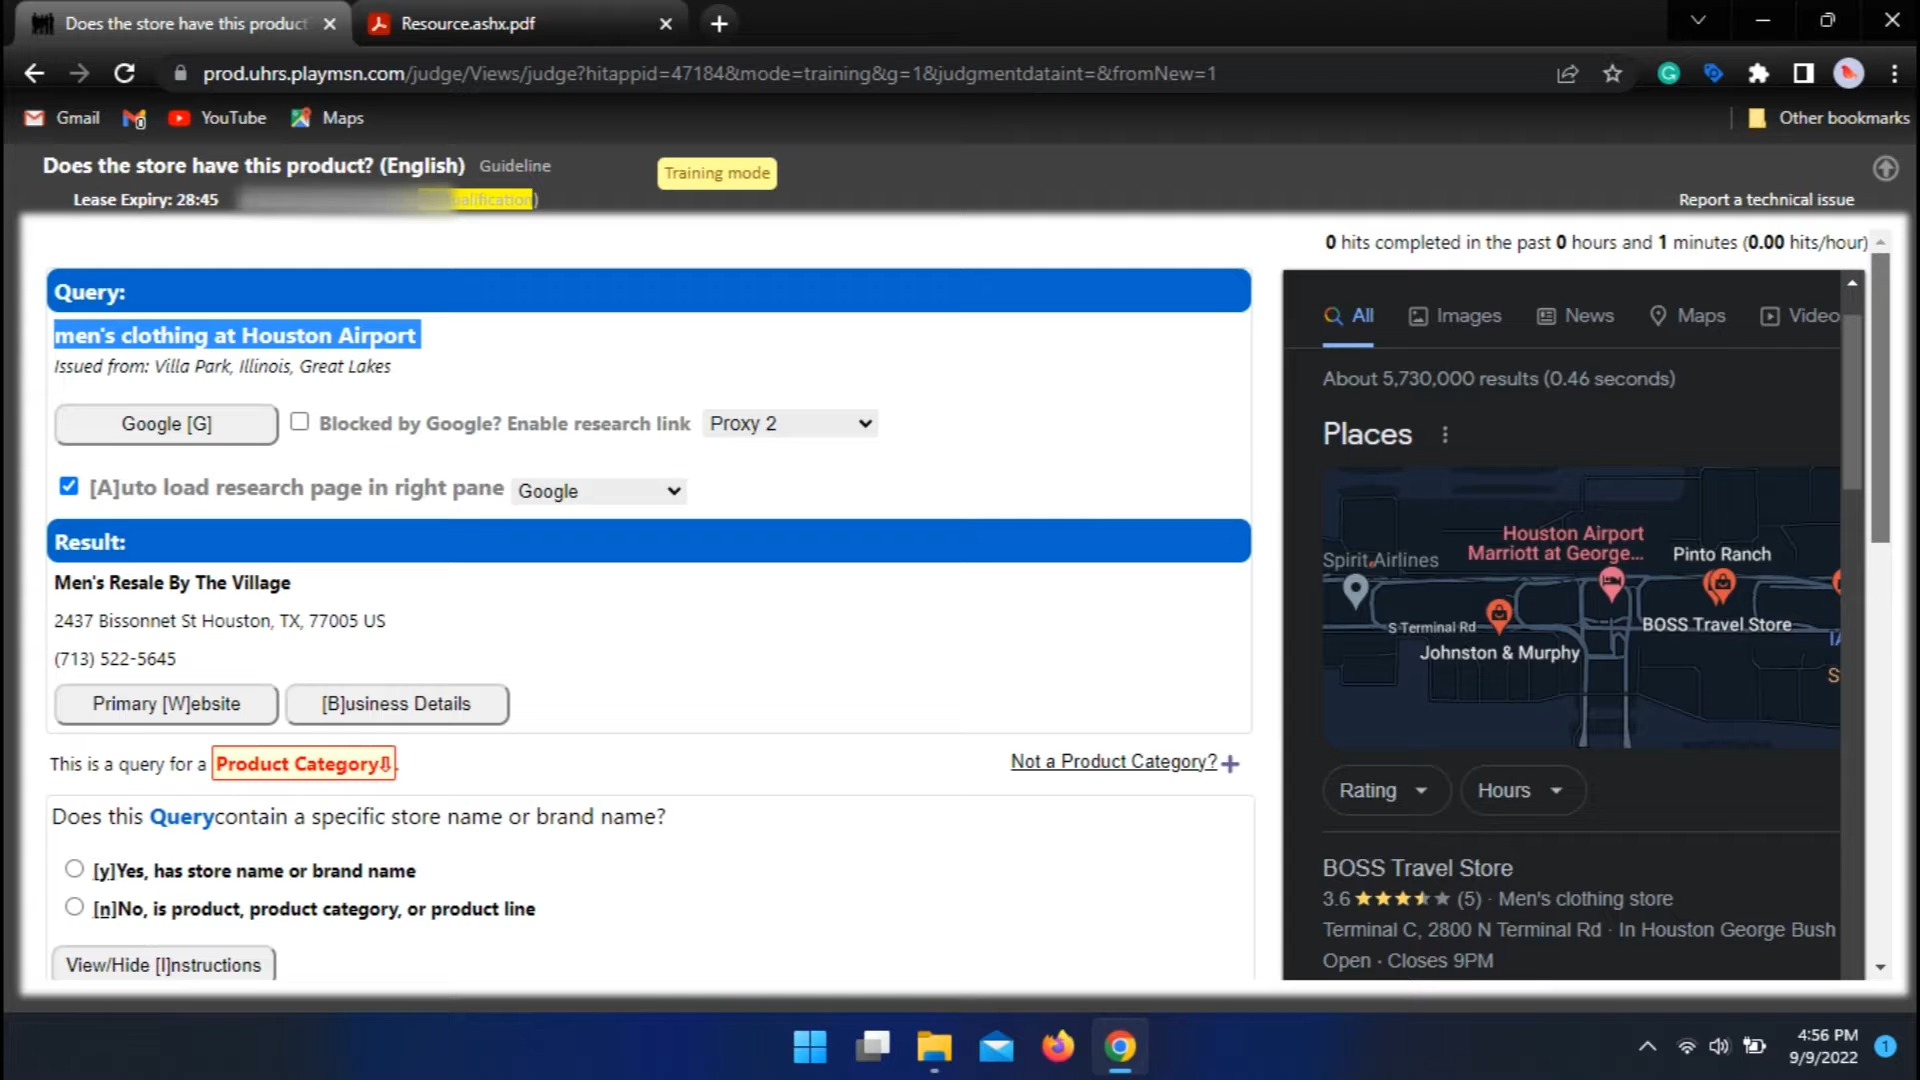 Does the store have this product
Resource.ashx.pdf
prod.uhrs.playmsn.com/judge/Views/judge?hitappid=47184&mode=training&g=1&judgmentdataint=&fromNew=1
Gmail
YouTube
Maps
Other bookmarks
Does the store have this product? (English) Guideline
Training mode
Lease Expiry: 28:45
alification)
Report a technical issue
0 hits completed in the past 0 hours and 1 minutes (0.00 hits/hour)
Query:
men's clothing at Houston Airport
Issued from: Villa Park, Illinois, Great Lakes
Google [G]
Blocked by Google? Enable research link
Proxy 2
[A]uto load research page in right pane
Google
Result:
Men's Resale By The Village
2437 Bissonnet St Houston, TX, 77005 US
(713) 522-5645
Primary [W]ebsite
[B]usiness Details
This is a query for a Product Category⇩.
Not a Product Category?+
Does this Querycontain a specific store name or brand name?
[y]Yes, has store name or brand name
[n]No, is product, product category, or product line
View/Hide [I]nstructions
All
Images
News
Maps
Video
About 5,730,000 results (0.46 seconds)
Places
Houston Airport
Marriott at George...
Spirit Airlines
Pinto Ranch
S Terminal Rd
BOSS Travel Store
Johnston & Murphy
Rating
Hours
BOSS Travel Store
3.6 ★★★★★ (5) · Men's clothing store
Terminal C, 2800 N Terminal Rd · In Houston George Bush
Open · Closes 9PM
4:56 PM
9/9/2022
1